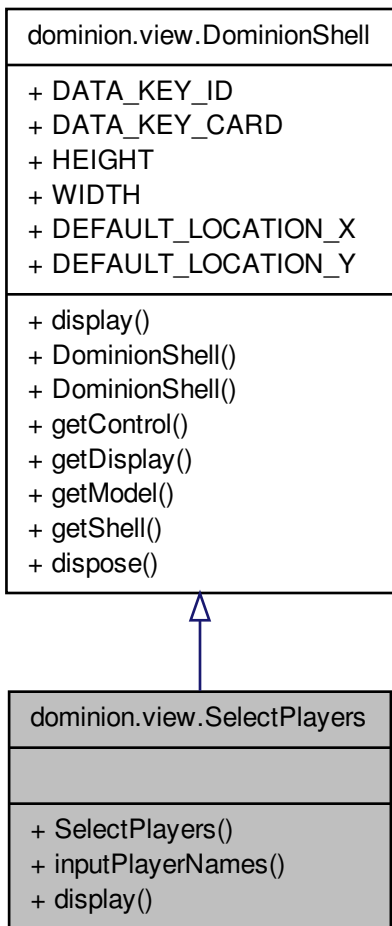 dominion.view.DominionShell
+ DATA_KEY_ID
+ DATA_KEY_CARD
+ HEIGHT
+ WIDTH
+ DEFAULT_LOCATION_X
+ DEFAULT_LOCATION_Y
+ display()
+ DominionShell()
+ DominionShell()
+ getControl()
+ getDisplay()
+ getModel()
+ getShell()
+ dispose()
dominion.view.SelectPlayers
+ SelectPlayers()
+ inputPlayerNames()
+ display()